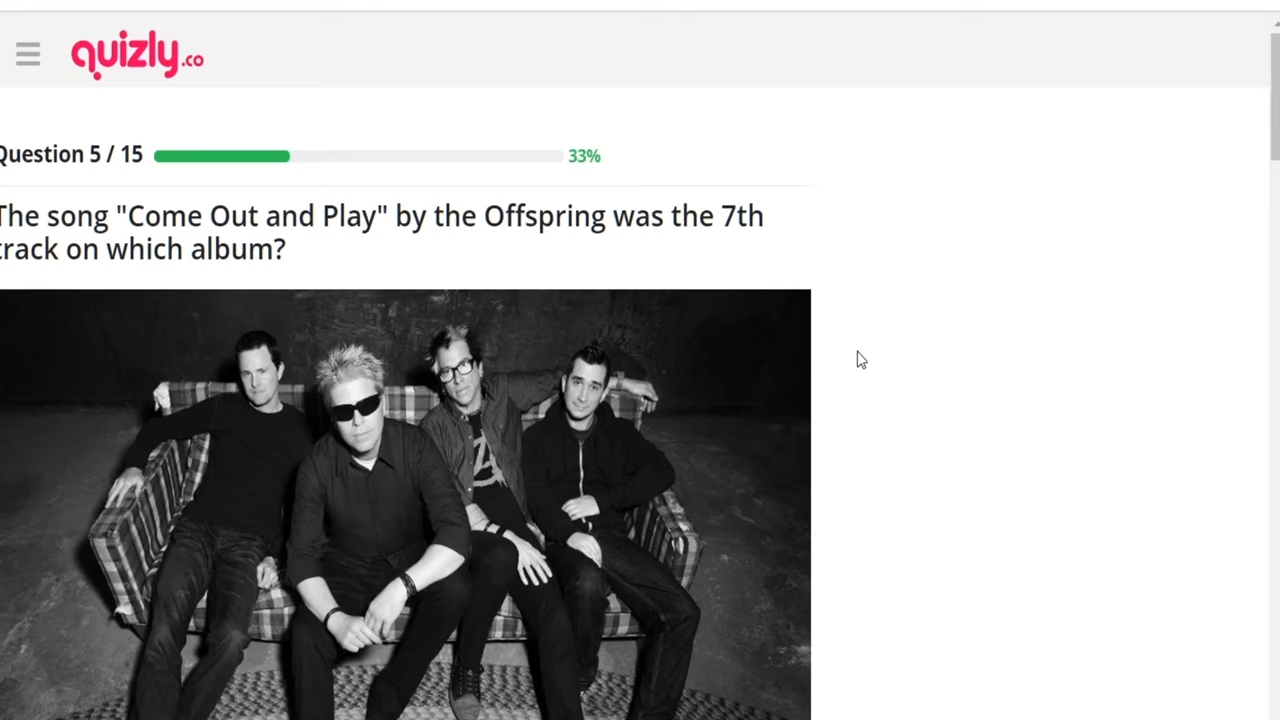 quizly.co
Question 5 / 15
33%
The song "Come Out and Play" by the Offspring was the 7th
track on which album?